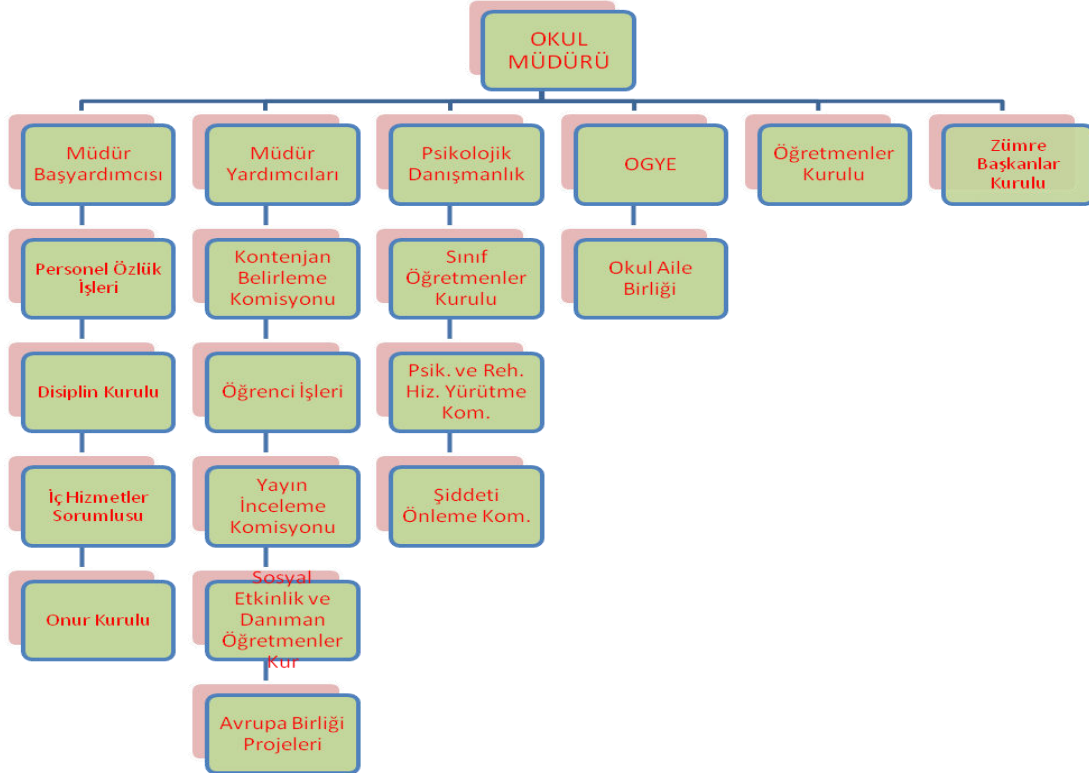 OKUL
MÜDÜRÜ
Müdür
Başyardımcısı
Müdür
Yardımcıları
Psikolojik
Danışmanlık
OGYE
Öğretmenler
Kurulu
Zümre
Başkanlar
Kurulu
Personel Özlük
İşleri
Kontenjan
Belirleme
Komisyonu
Sınıf
Öğretmenler
Kurulu
Okul Aile
Birliği
Disiplin Kurulu
Öğrenci İşleri
Psik. ve Reh.
Hiz. Yürütme
Kom.
İç Hizmetler
Sorumlusu
Yayın
İnceleme
Komisyonu
Şiddeti
Önleme Kom.
Onur Kurulu
Sosyal
Etkinlik ve
Danıman
Öğretmenler
Kur
Avrupa Birliği
Projeleri